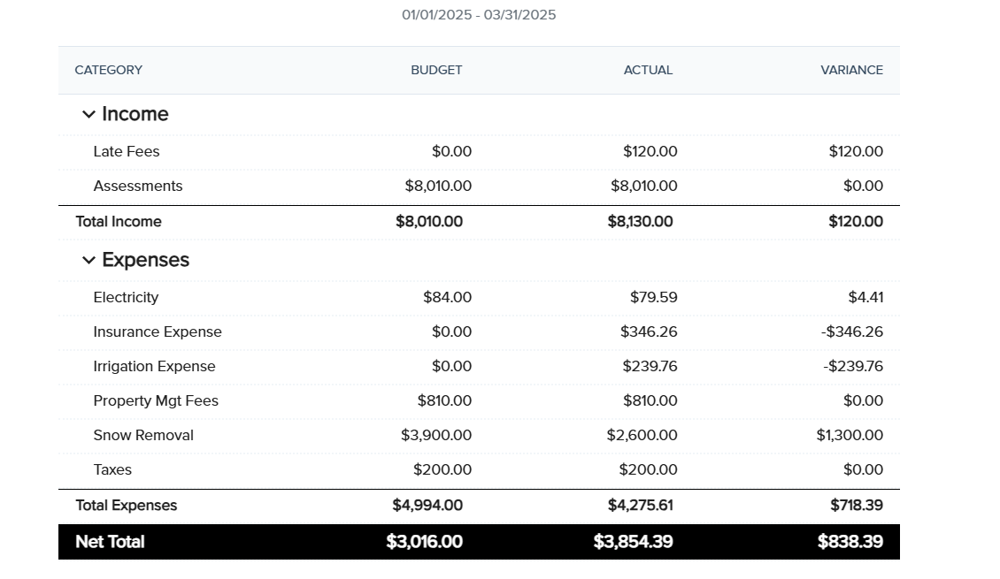 01/01/2025 - 03/31/2025
CATEGORY BUDGET ACTUAL VARIANCE
Income
Late Fees $0.00 $120.00 $120.00
Assessments $8,010.00 $8,010.00 $0.00
Total Income $8,010.00 $8,130.00 $120.00
Expenses
Electricity $84.00 $79.59 $4.41
Insurance Expense $0.00 $346.26 -$346.26
Irrigation Expense $0.00 $239.76 -$239.76
Property Mgt Fees $810.00 $810.00 $0.00
Snow Removal $3,900.00 $2,600.00 $1,300.00
Taxes $200.00 $200.00 $0.00
Total Expenses $4,994.00 $4,275.61 $718.39
Net Total $3,016.00 $3,854.39 $838.39